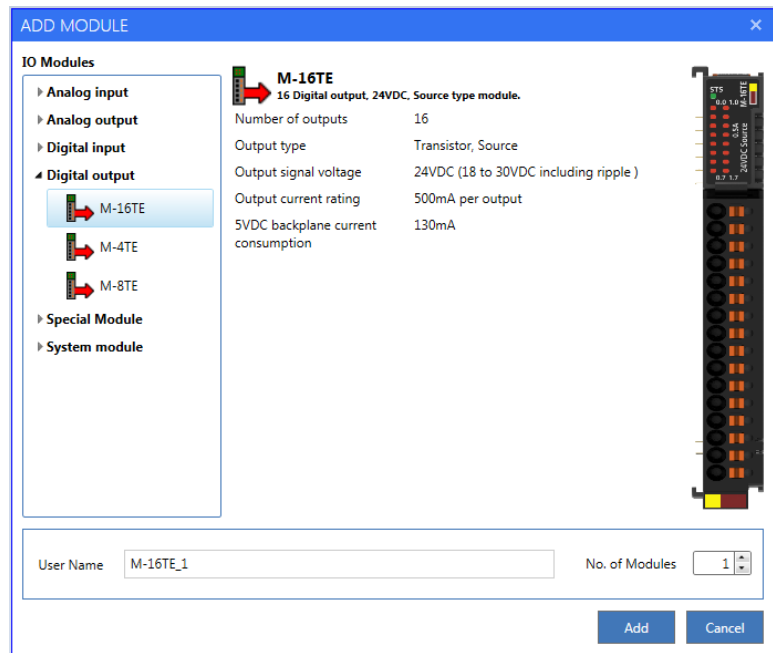 ADD MODULE
IO Modules
Analog input
Analog output
Digital input
Digital output
M-16TE
M-4TE
M-8TE
Special Module
System module
M-16TE
16 Digital output, 24VDC, Source type module.
Number of outputs 16
Output type Transistor, Source
Output signal voltage 24VDC (18 to 30VDC including ripple )
Output current rating 500mA per output
5VDC backplane current 130mA
consumption
STS
M-16TE
0.0 1.0
0.5A
24VDC Source
0.7 1.7
User Name M-16TE_1
No. of Modules 1
Add Cancel